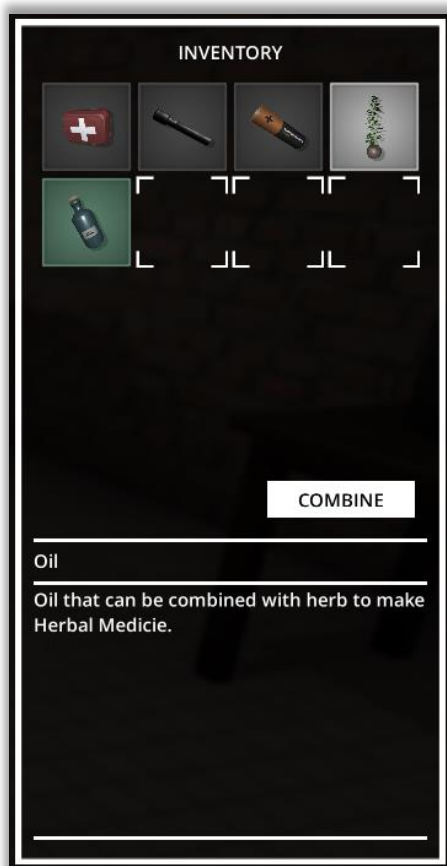 INVENTORY
COMBINE
Oil
Oil that can be combined with herb to make
Herbal Medicie.